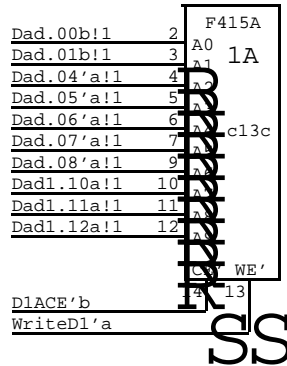 F415A
Dad.00b!1 2 A0 1A
Dad.01b!1 3 A1
Dad.04'a!1 4
Dad.05'a!1 5
Dad.06'a!1 6 c13c
Dad.07'a!1 7
Dad.08'a!1 9
Dad1.10a!1 10
Dad1.11a!1 11
Dad1.12a!1 12
WE'
14 13
D1ACE'b
WriteD1'a
SS